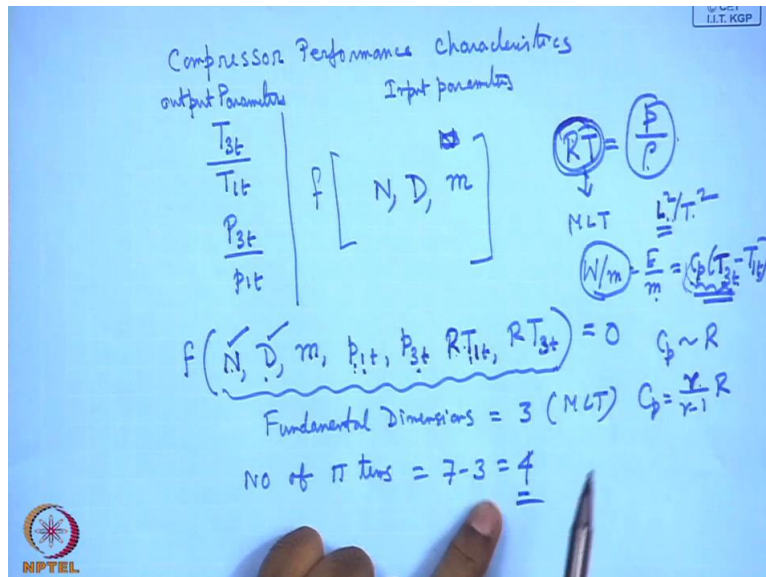 © CET
I.I.T. KGP
Compressor Performance Characteristics
output Parameters Input parameters
T3t / T1t
P3t / P1t
f [ N, D, m ]
RT = p / ρ
MLT L²/T²
W/m = E/m = Cp(T3t - T1t)
f ( N, D, m, p1t, p3t RT1t, RT3t ) = 0 Cp ~ R
Fundamental Dimensions = 3 (MLT) Cp = γ/γ-1 R
NO of π terms = 7-3 = 4
NPTEL